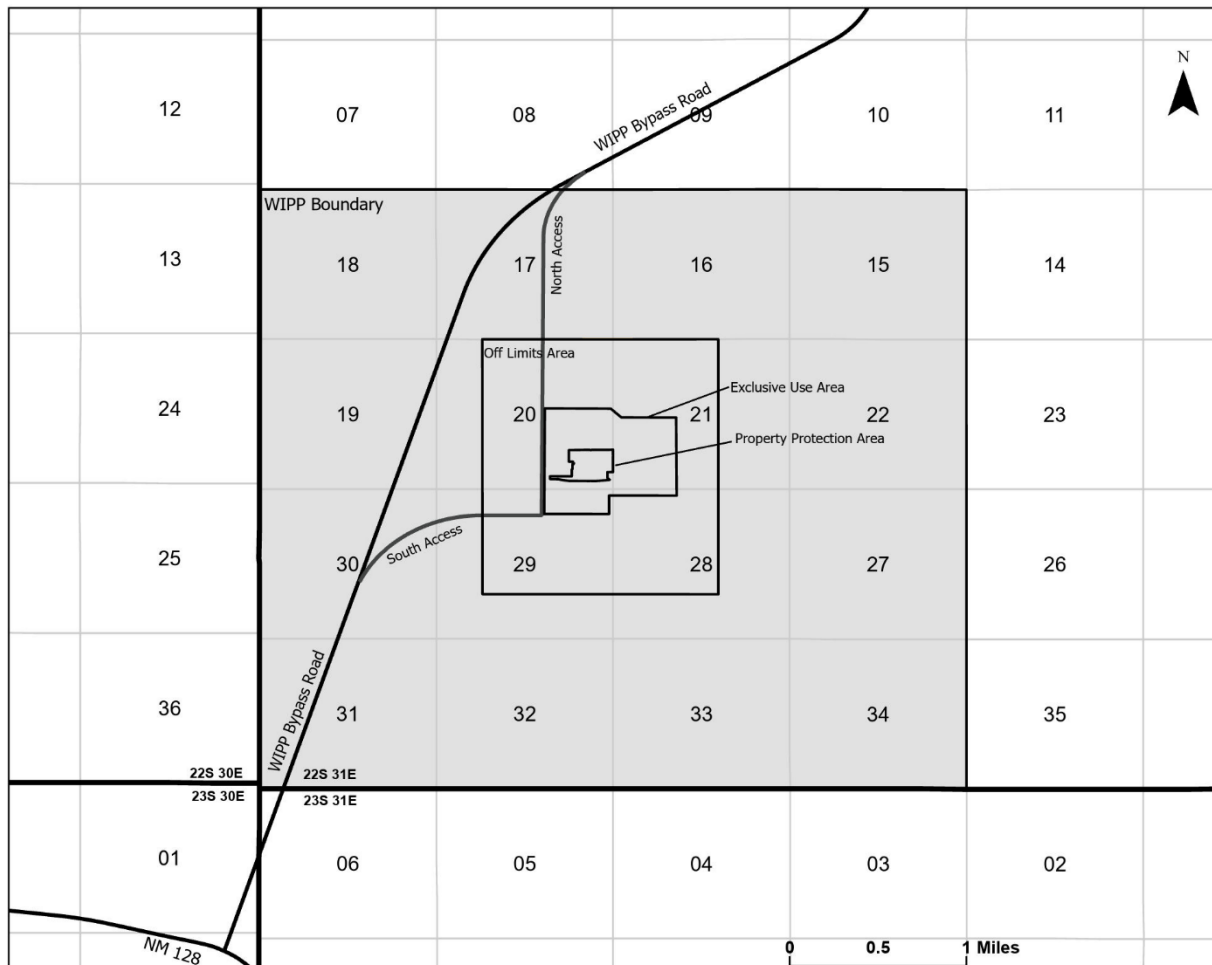 N
12
07
08
09
10
11
WIPP Bypass Road
WIPP Boundary
13
18
17
North Access
16
15
14
Off Limits Area
Exclusive Use Area
24
19
20
21
22
23
Property Protection Area
South Access
25
30
29
28
27
26
WIPP Bypass Road
36
31
32
33
34
35
22S 30E
22S 31E
23S 30E
23S 31E
01
06
05
04
03
02
NM 128
0 0.5 1 Miles